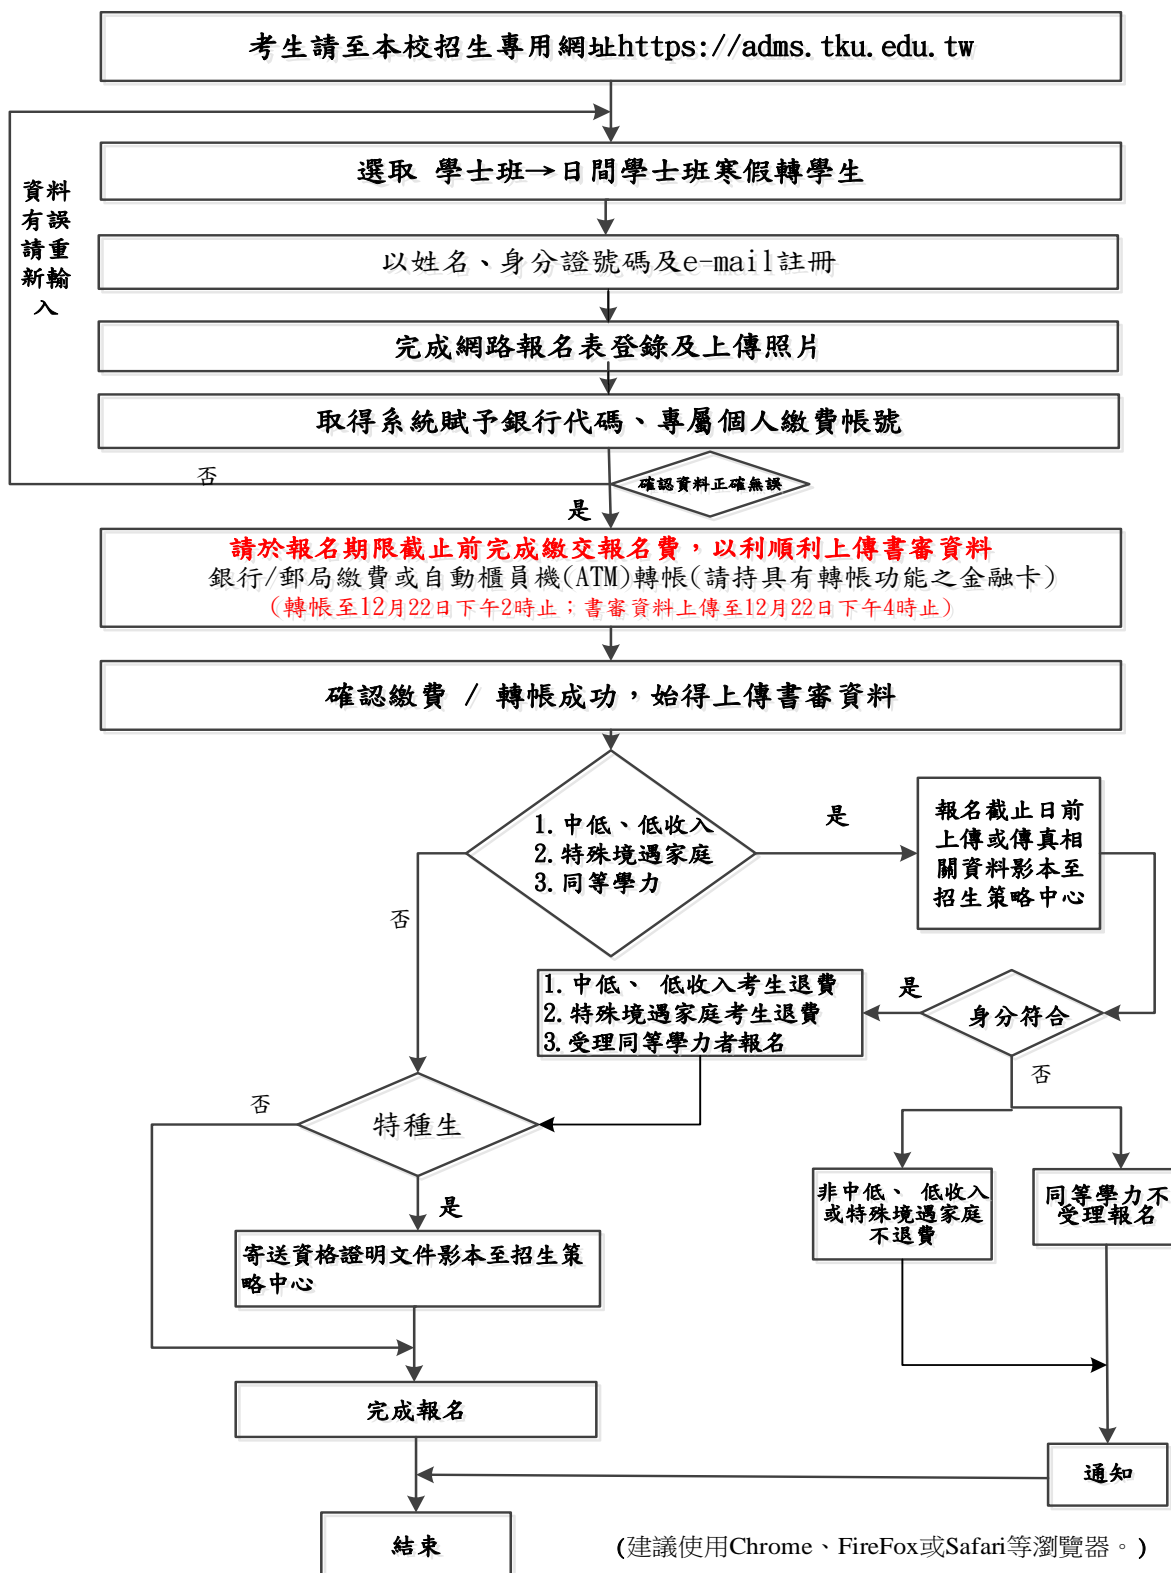 考生請至本校招生專用網址https://adms.tku.edu.tw
選取 學士班→日間學士班寒假轉學生
資料
有誤
請重
新輸
入
以姓名、身分證號碼及e-mail註冊
完成網路報名表登錄及上傳照片
取得系統賦予銀行代碼、專屬個人繳費帳號
否
確認資料正確無誤
是
請於報名期限截止前完成繳交報名費，以利順利上傳書審資料
銀行/郵局繳費或自動櫃員機(ATM)轉帳(請持具有轉帳功能之金融卡)
(轉帳至12月22日下午2時止；書審資料上傳至12月22日下午4時止)
確認繳費 / 轉帳成功，始得上傳書審資料
1.中低、低收入
2.特殊境遇家庭
3.同等學力
是
報名截止日前
上傳或傳真相
關資料影本至
招生策略中心
否
1.中低、 低收入考生退費
2.特殊境遇家庭考生退費
3.受理同等學力者報名
是
身分符合
否
否
特種生
是
非中低、 低收入
或特殊境遇家庭
不退費
同等學力不
受理報名
寄送資格證明文件影本至招生策
略中心
完成報名
通知
結束
(建議使用Chrome、FireFox或Safari等瀏覽器。)